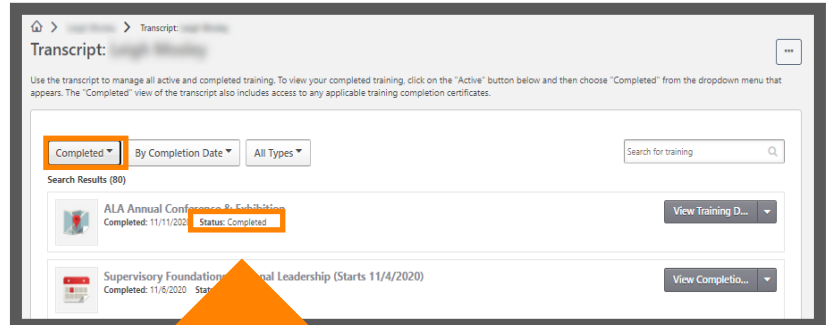 > Transcript:
Transcript:
...
Use the transcript to manage all active and completed training. To view your completed training, click on the "Active" button below and then choose "Completed" from the dropdown menu that
appears. The "Completed" view of the transcript also includes access to any applicable training completion certificates.
Completed By Completion Date All Types Search for training
Search Results (80)
ALA Annual Conference & Exhibition View Training D...
Completed: 11/11/202 Status: Completed
Supervisory Foundation nal Leadership (Starts 11/4/2020) View Completio...
Completed: 11/6/2020 Stat